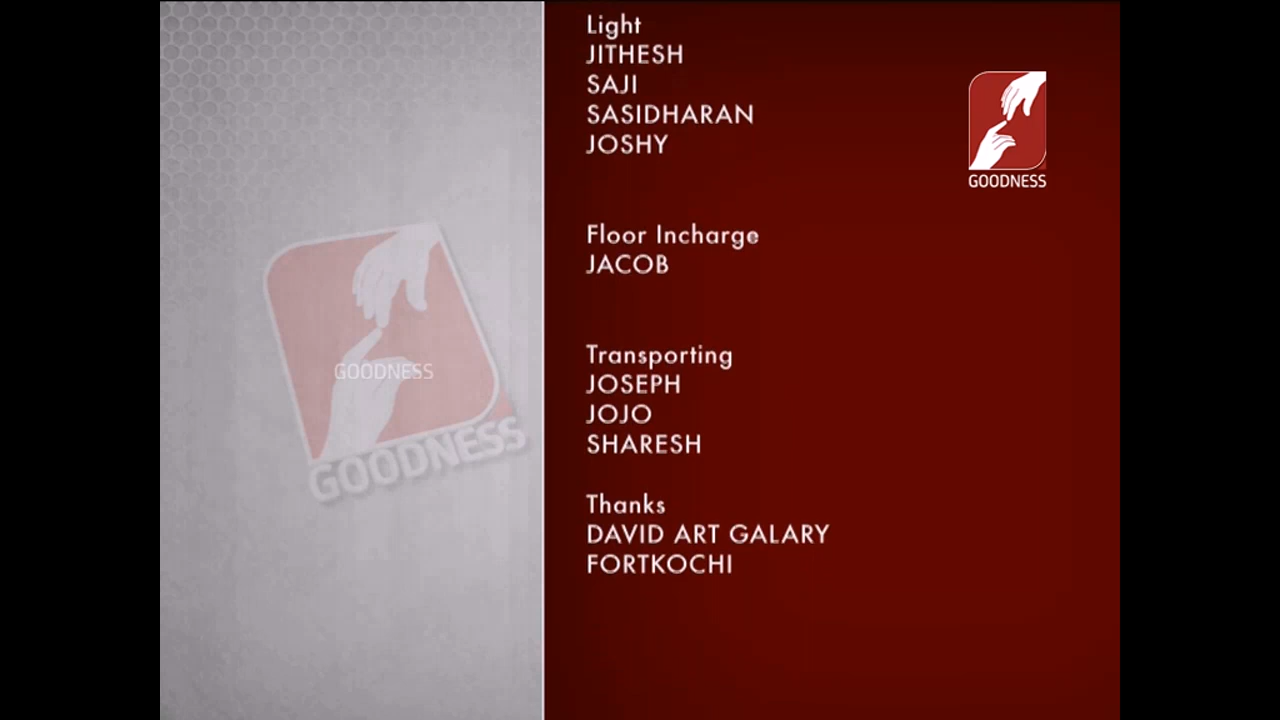 Light
JITHESH
SAJI
SASIDHARAN
JOSHY
GOODNESS
Floor Incharge
JACOB
Transporting
JOSEPH
JOJO
SHARESH
Thanks
DAVID ART GALARY
FORTKOCHI
GOODNESS
GOODNESS